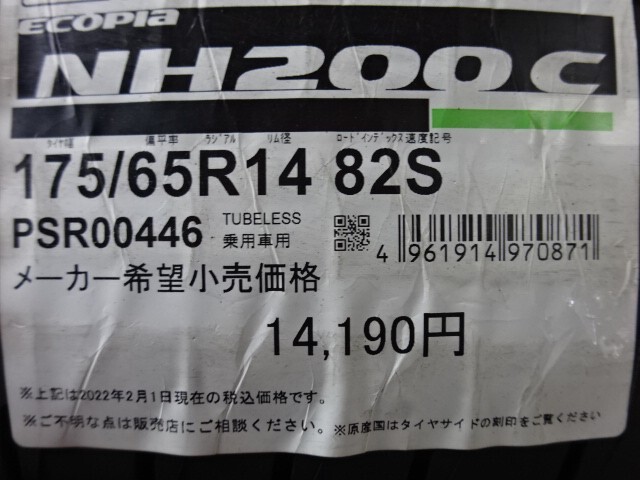 ECOPIA
NH200 C
タイヤ幅 偏平率 ラジアル リム径 ロードインデックス 速度記号
175/65R14 82S
PSR00446 TUBELESS
乗用車用
4 961914 970871
メーカー希望小売価格
14,190円
※上記は2022年2月1日現在の税込価格です。
※ご不明な点は販売店にご相談ください。※原産国はタイヤサイドの刻印をご覧ください